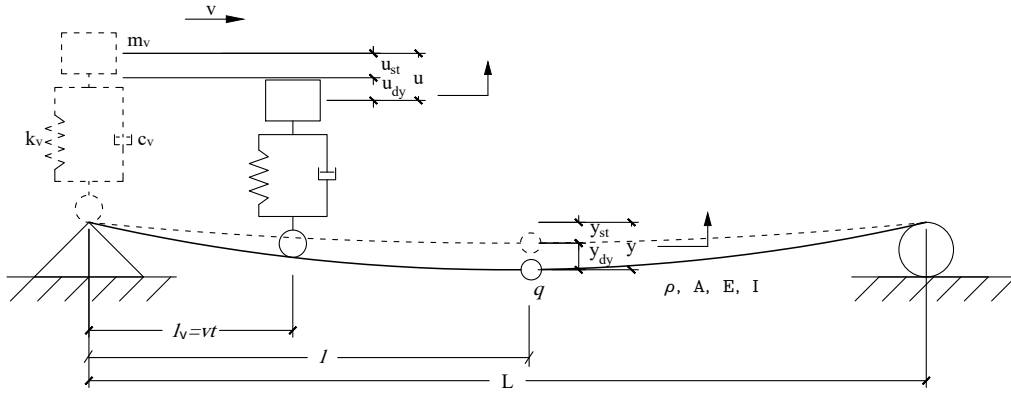 v
m_v
u_st
u
u_dy
k_v
c_v
y_st
y
y_dy
q
ρ, A, E, I
l_v=vt
l
L